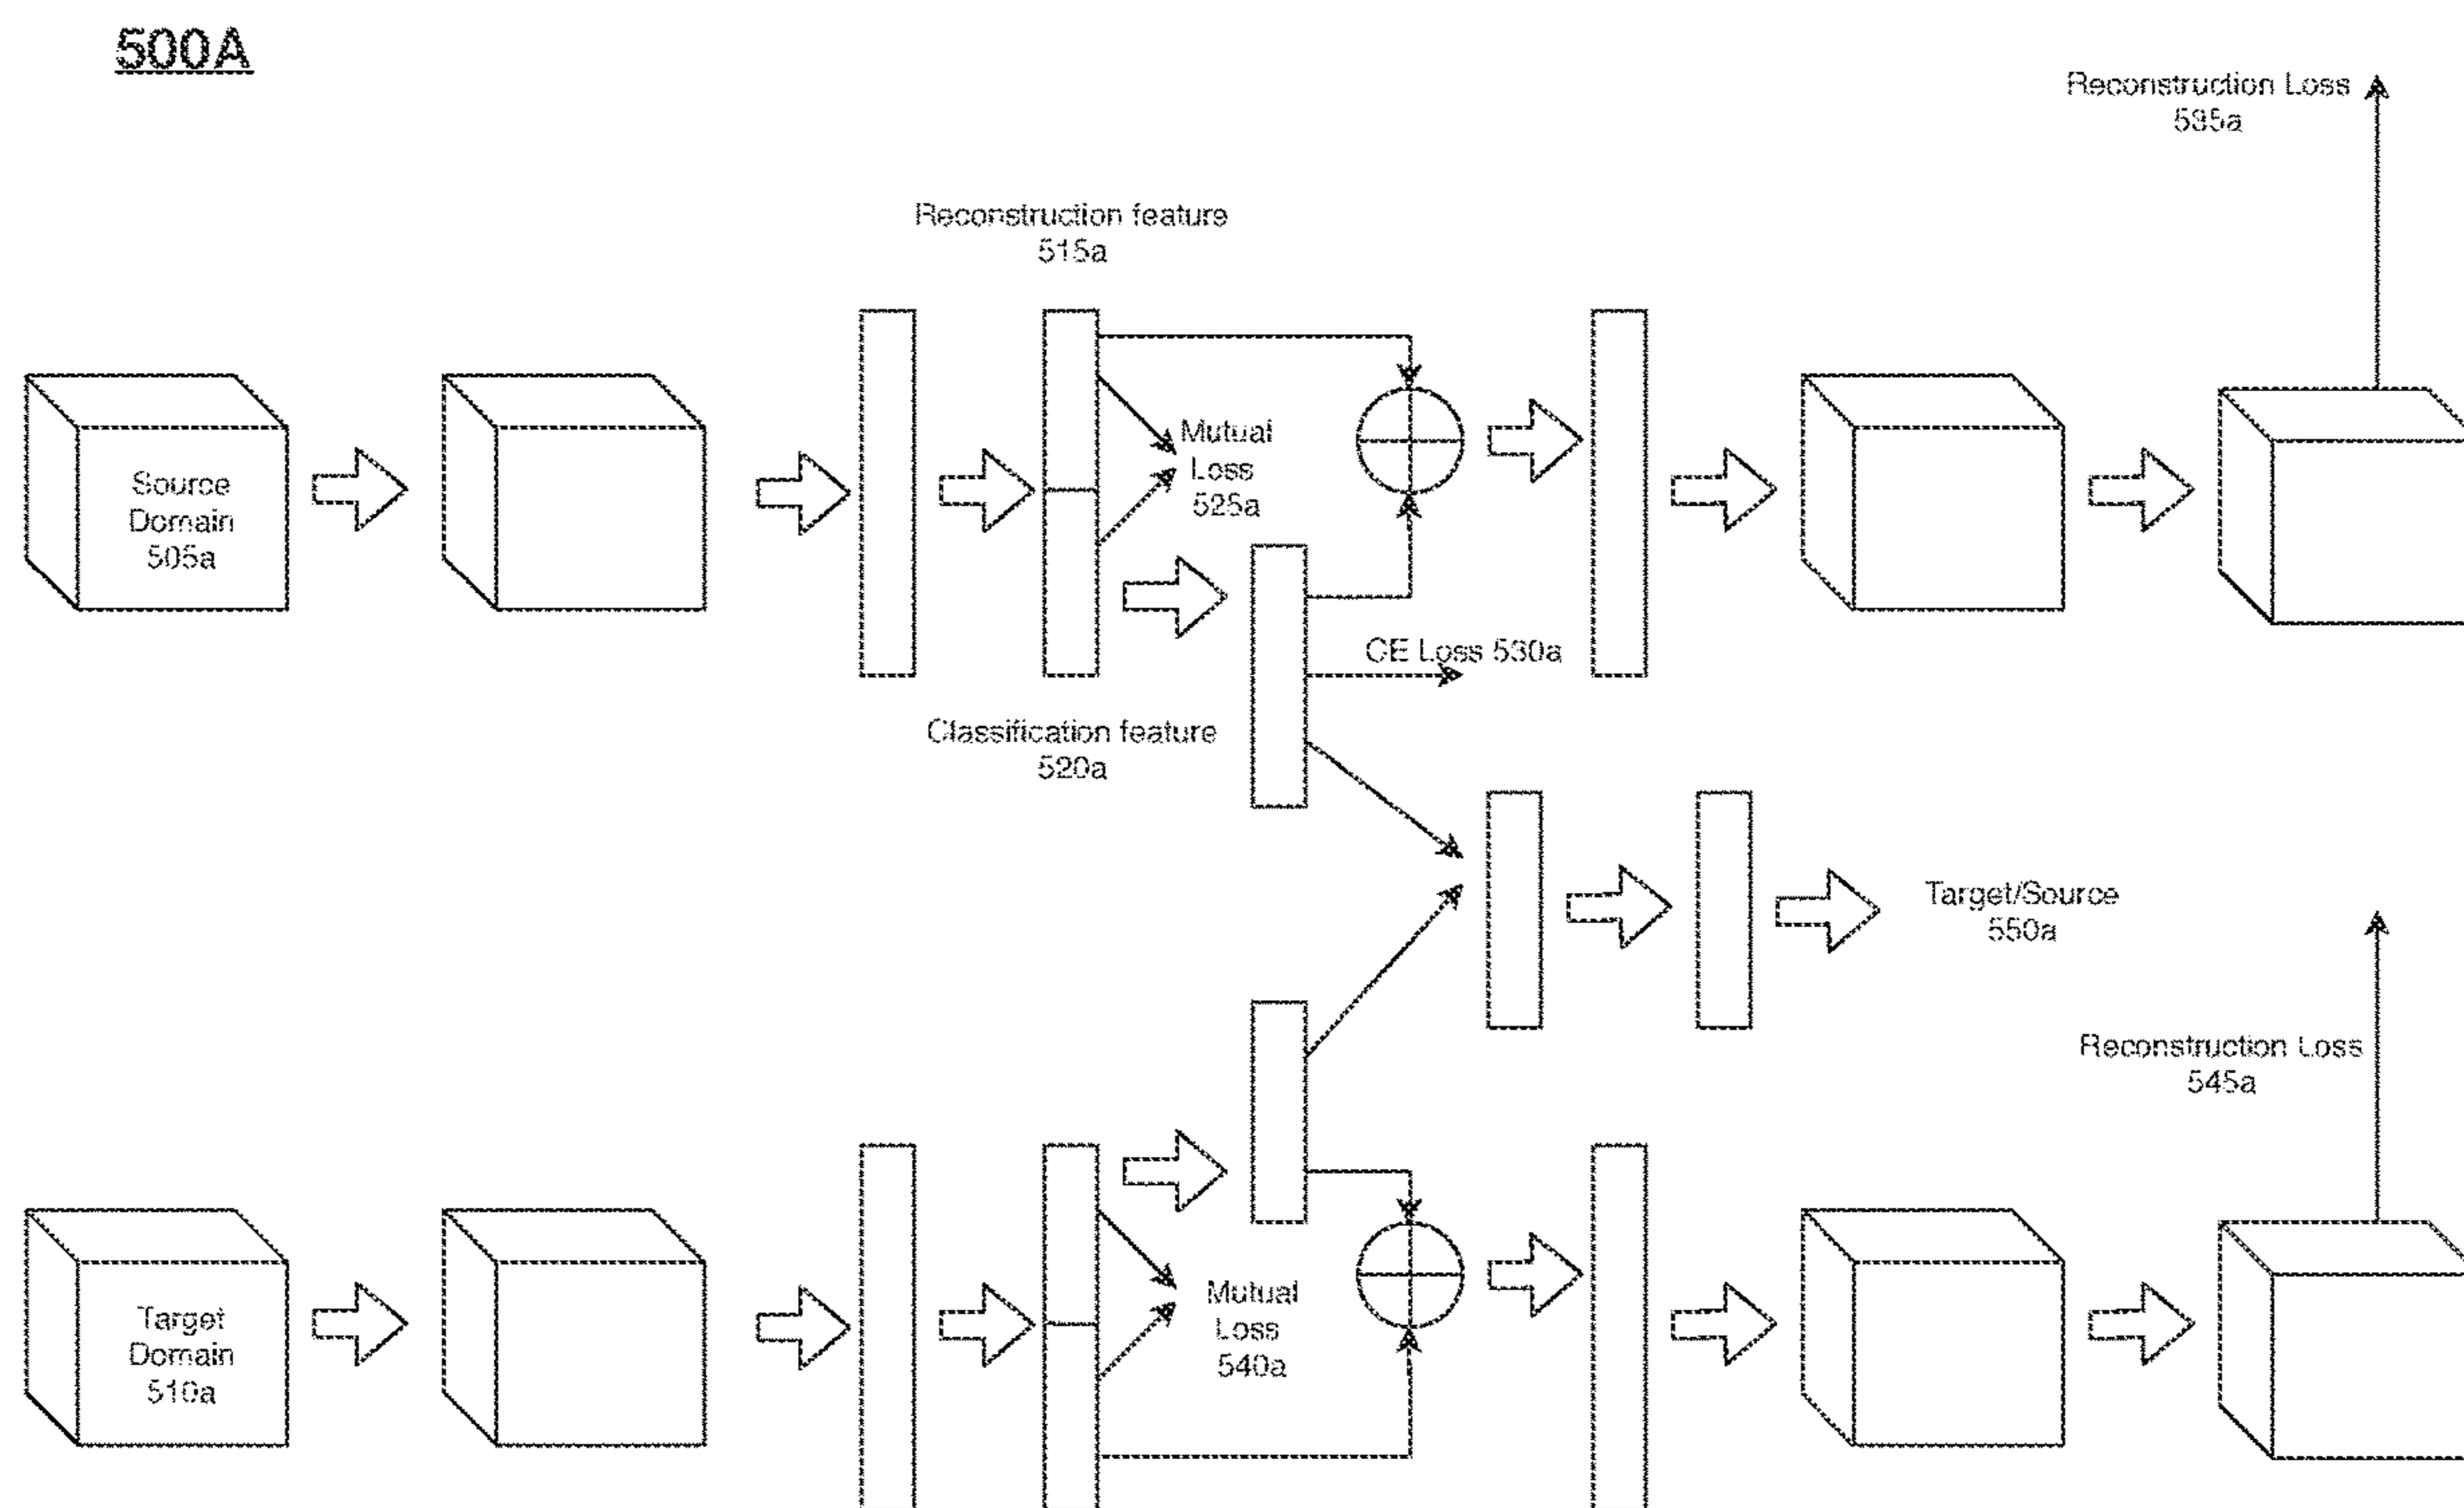 500A
Reconstruction Loss
535a
Reconstruction feature
515a
Source
Domain
505a
Mutual
Loss
525a
CE Loss 530a
Classification feature
520a
Target/Source
550a
Reconstruction Loss
545a
Target
Domain
510a
Mutual
Loss
540a